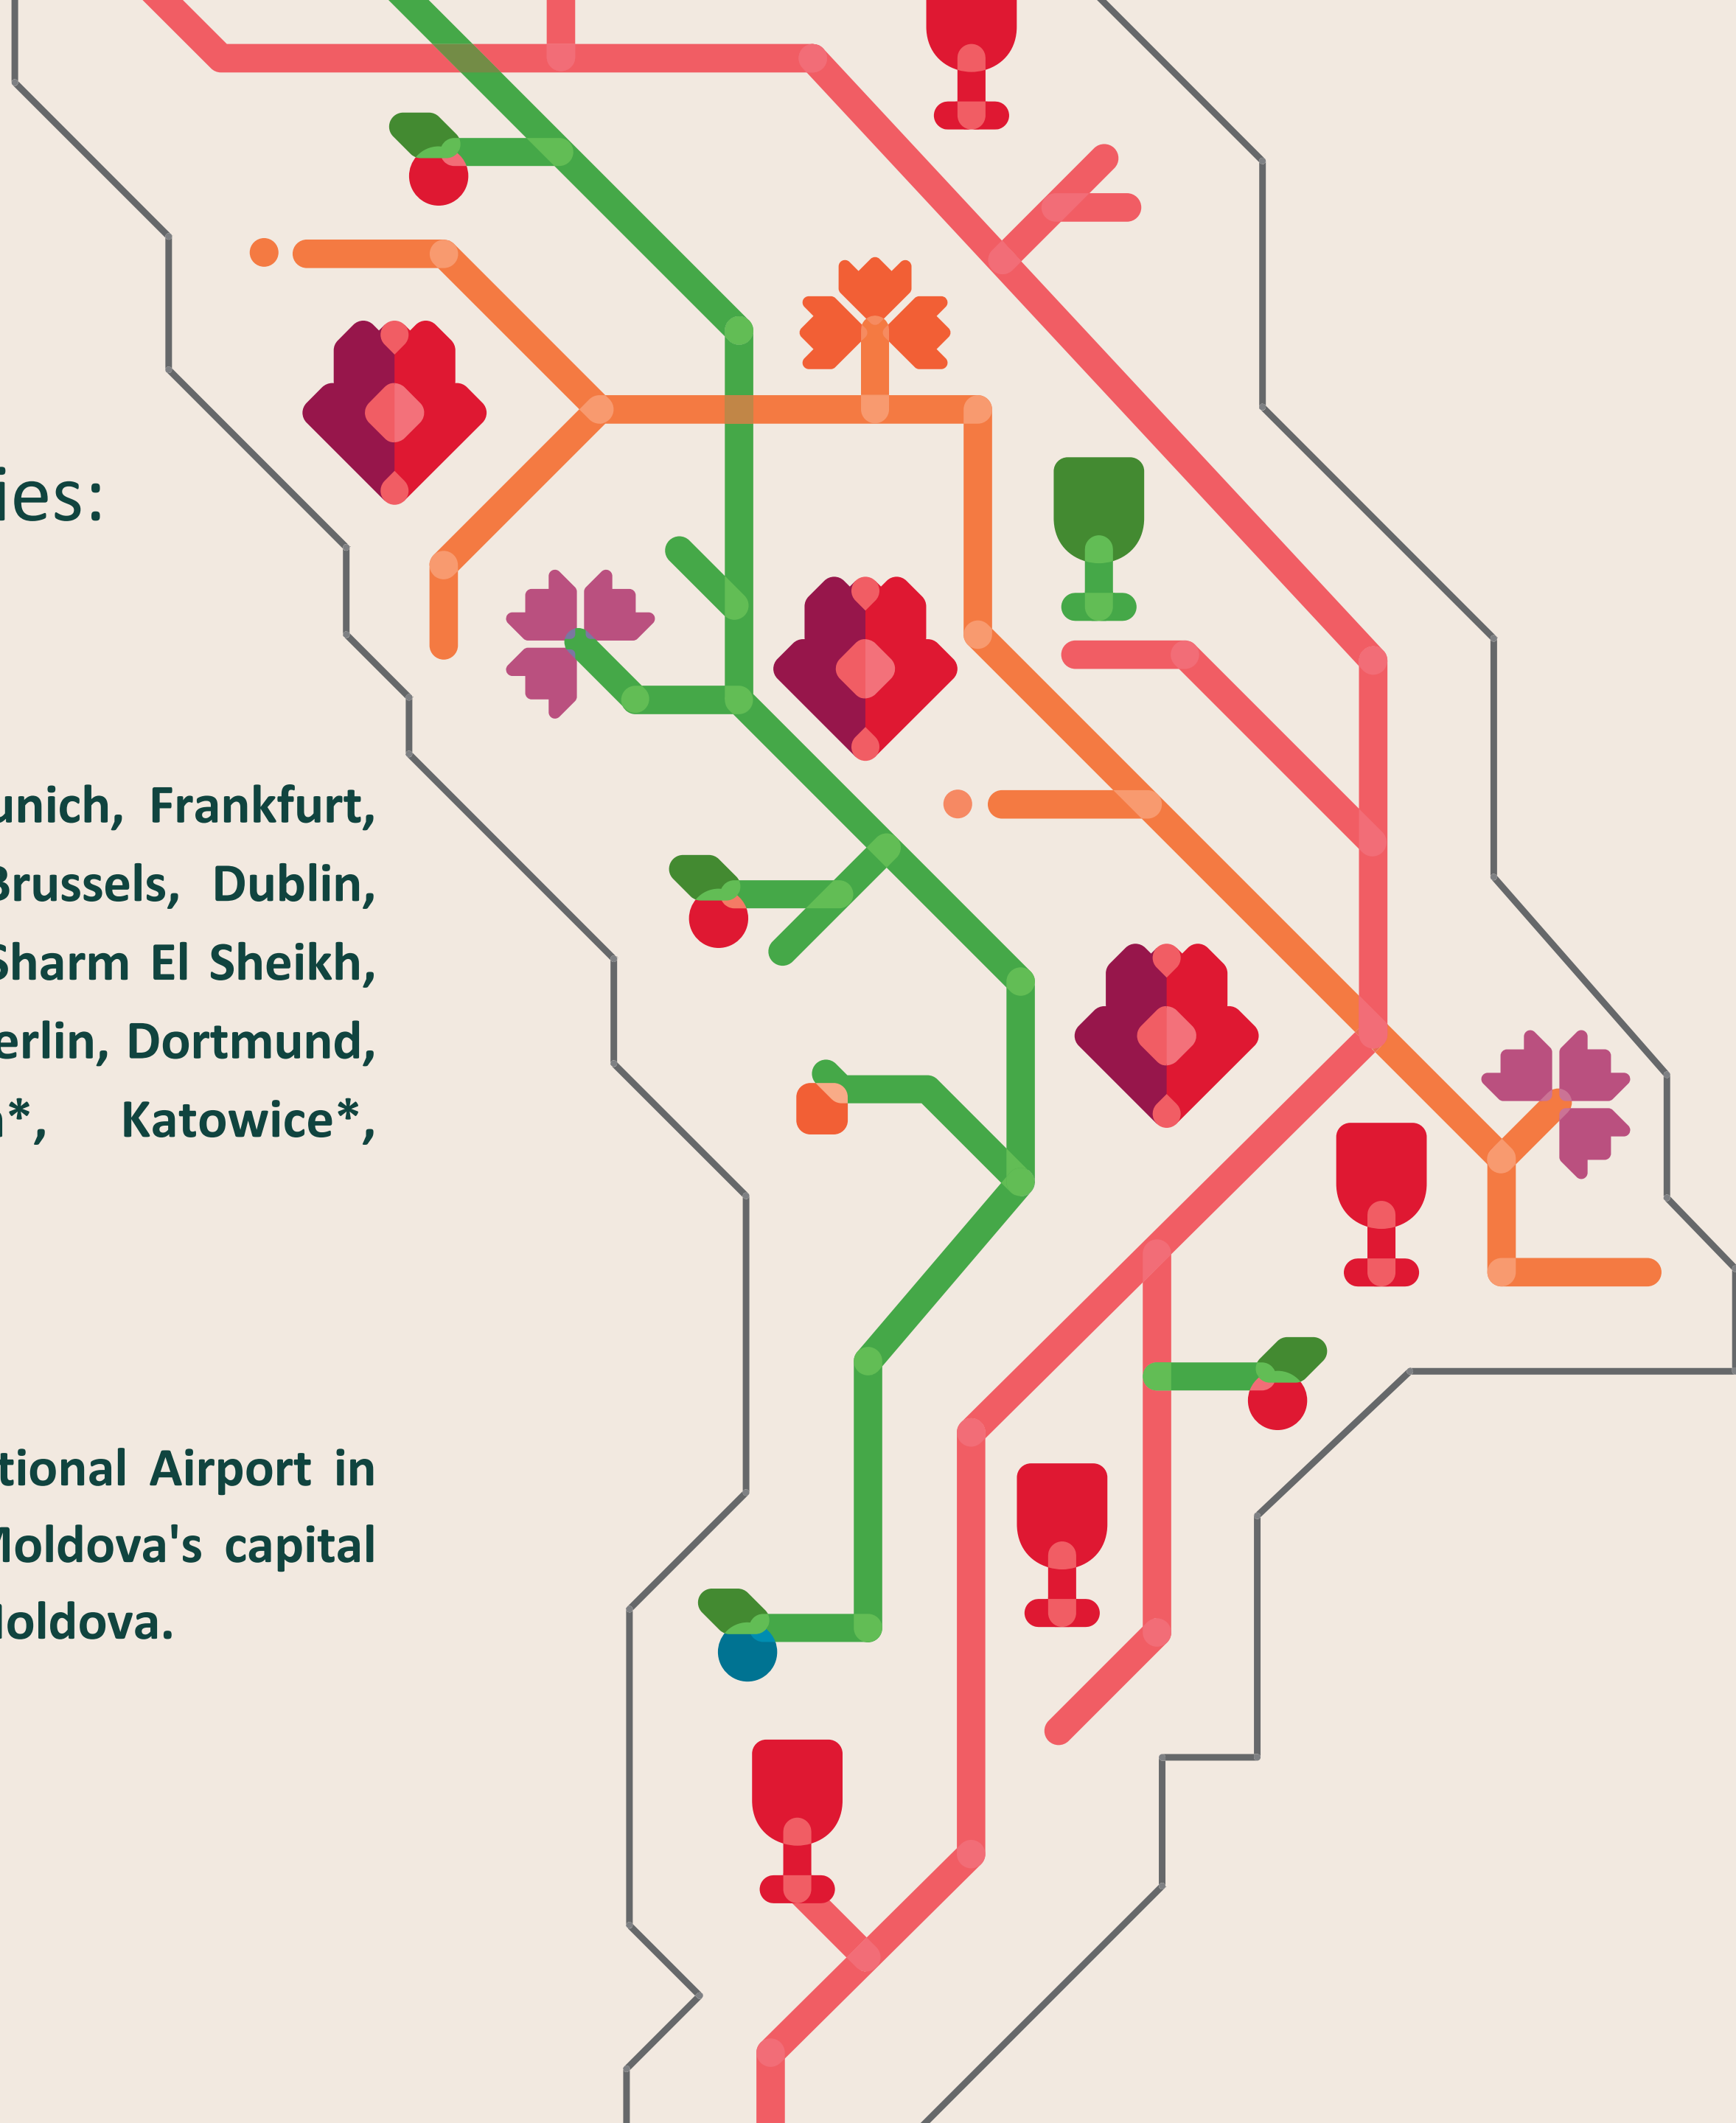 ies:
unich, Frankfurt,
Brussels, Dublin,
Sharm El Sheikh,
erlin, Dortmund,
*, Katowice*,
tional Airport in
Moldova's capital
Moldova.